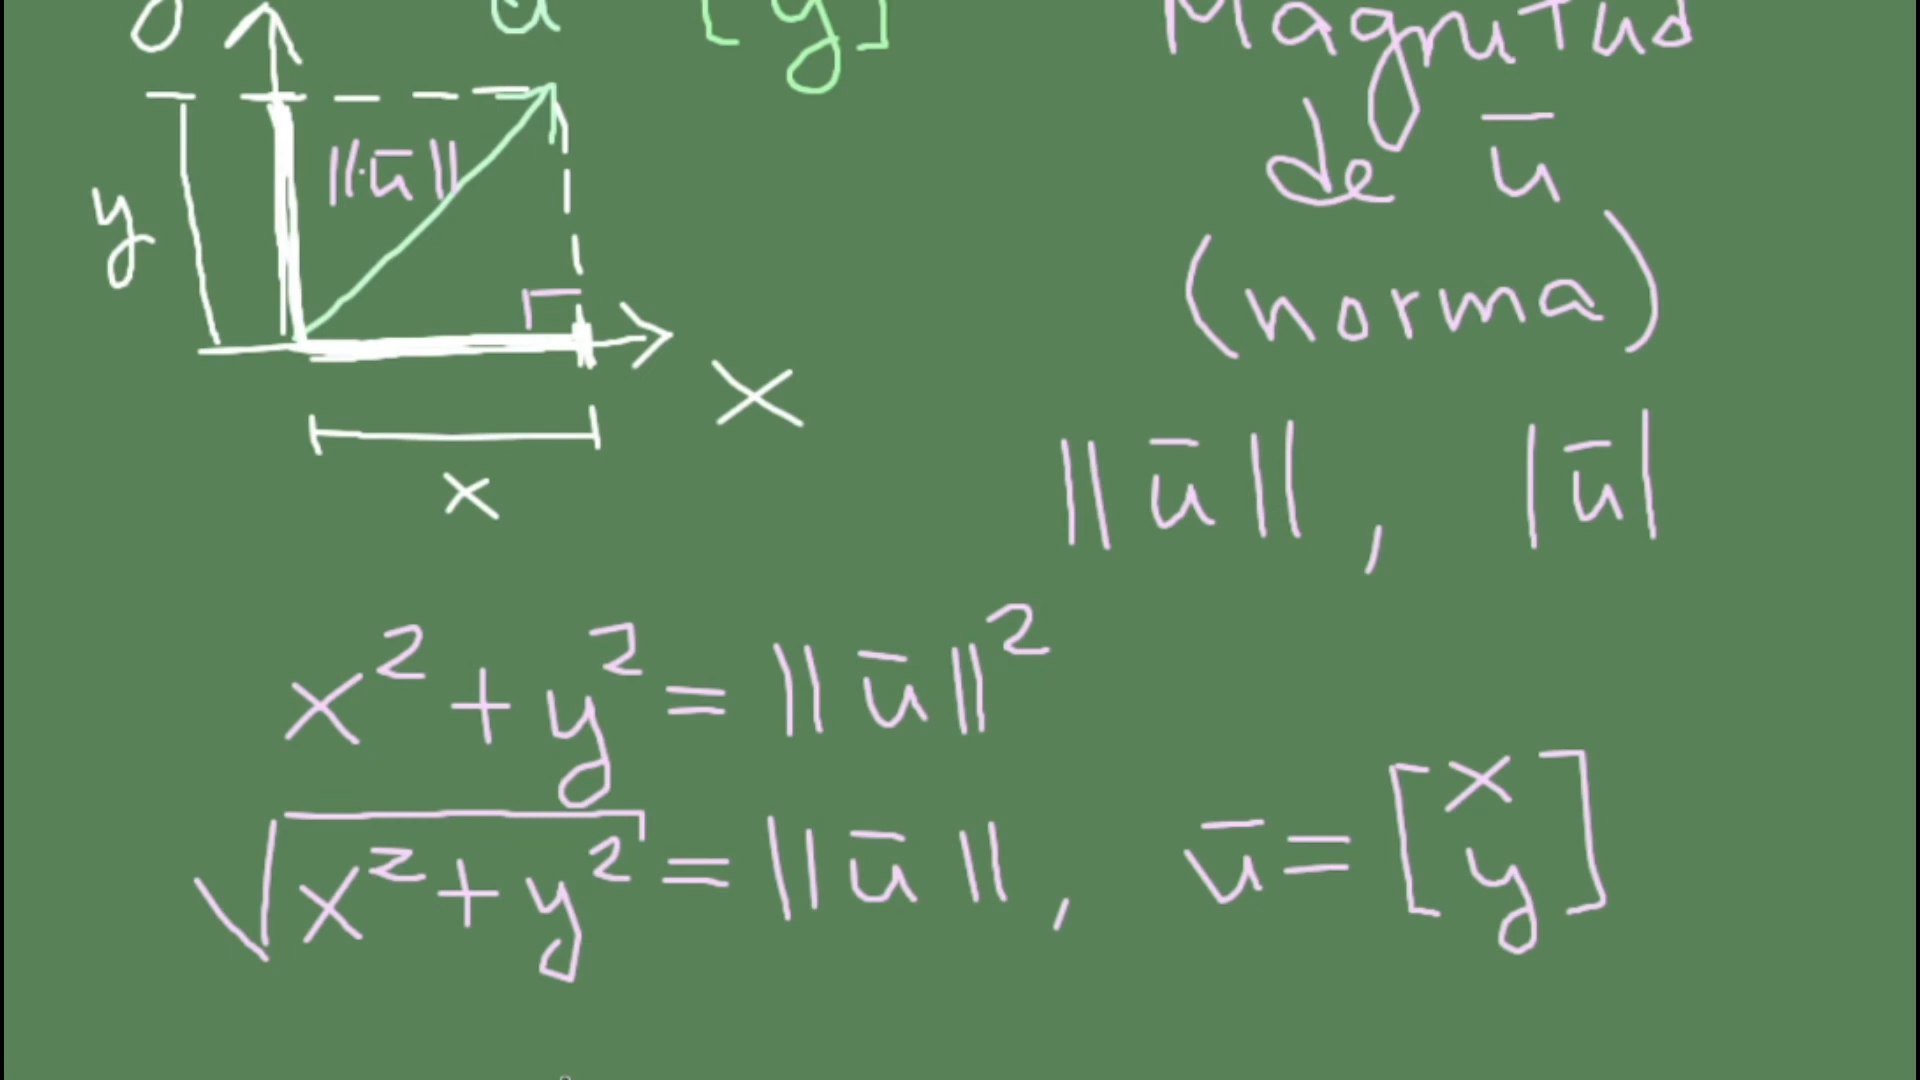 [y]
Magnitud
de ū
(norma)
‖ū‖
y
x
x
‖ū‖, |ū|
x² + y² = ‖ū‖²
√(x² + y²) = ‖ū‖, ū = [x
y]